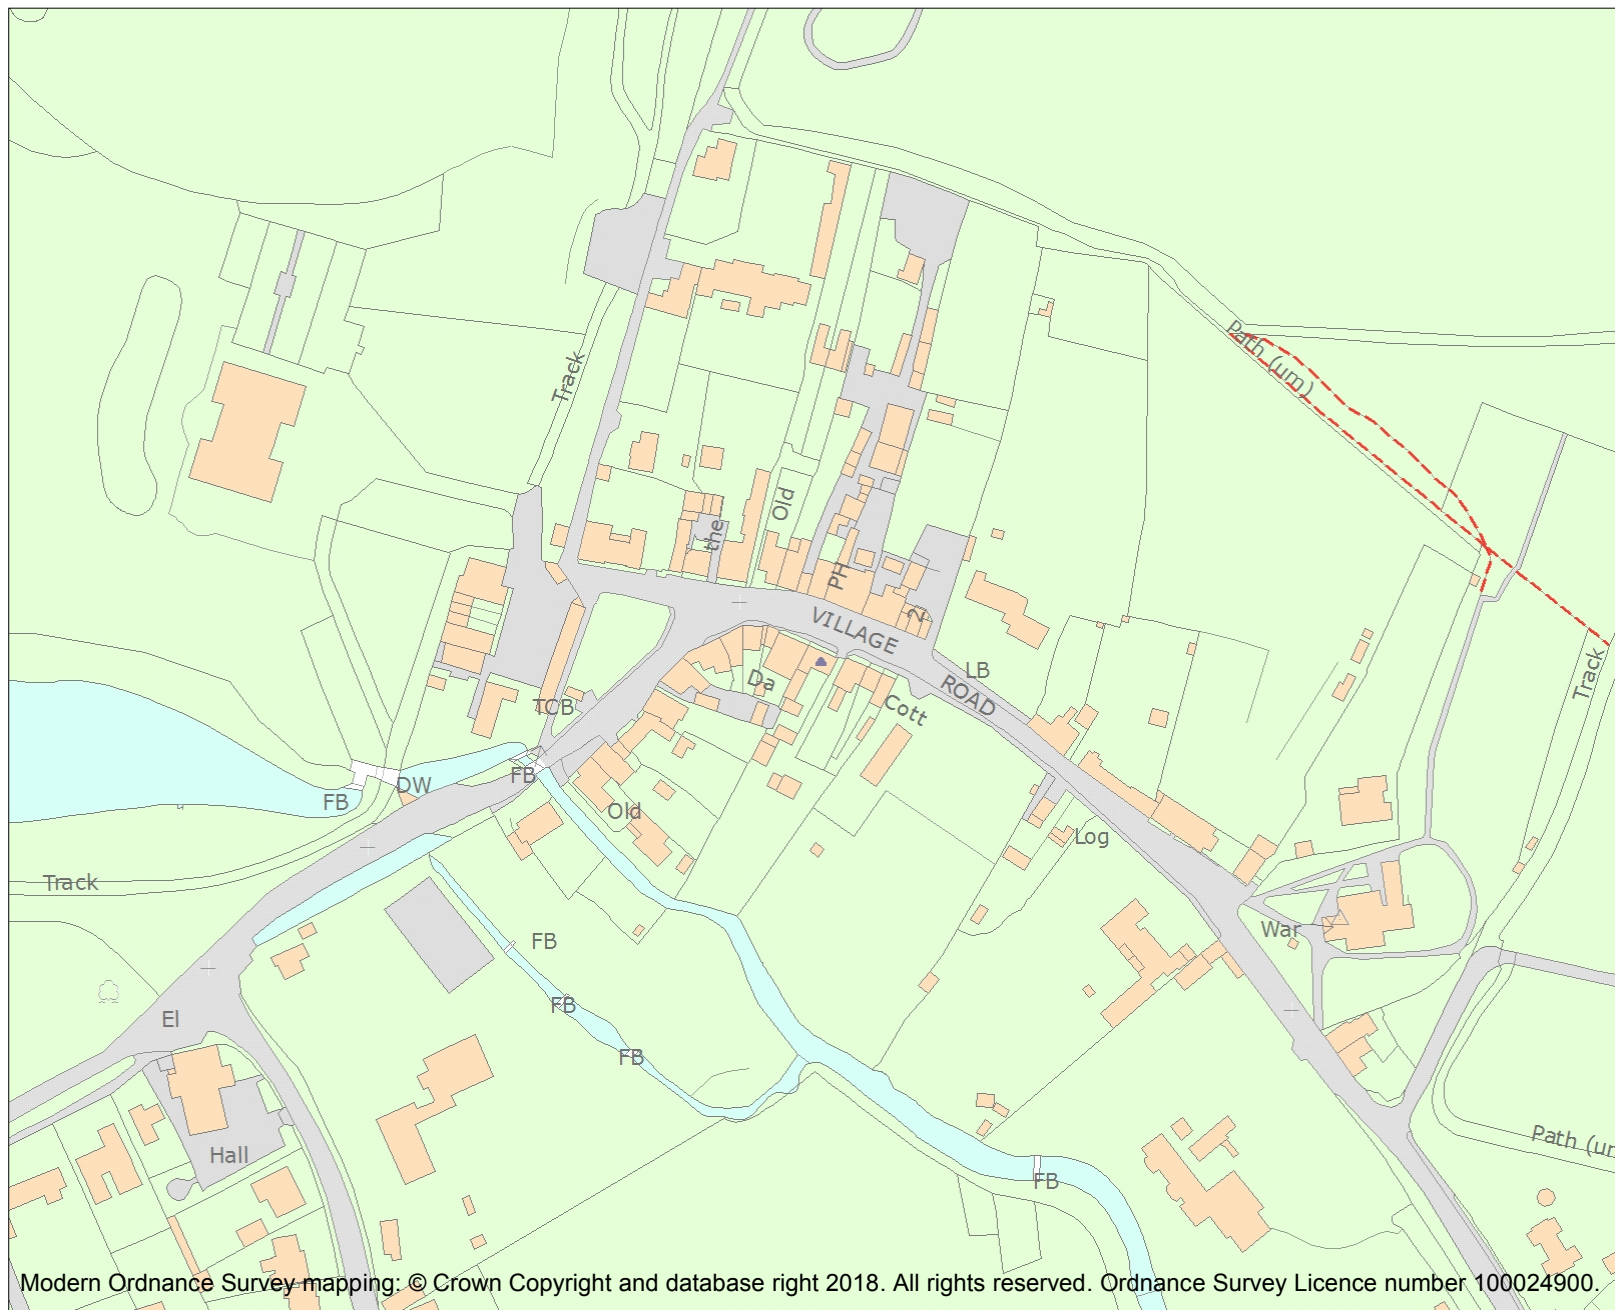 Path (um)
Track
Old
the...
PH
2
VILLAGE
ROAD
LB
Da
Cott
TCB
Track
FB
DW
FB
Old
Log
Track
War
FB
El
FB
FB
Hall
Path (ur
FB
Modern Ordnance Survey mapping: © Crown Copyright and database right 2018. All rights reserved. Ordnance Survey Licence number 100024900.